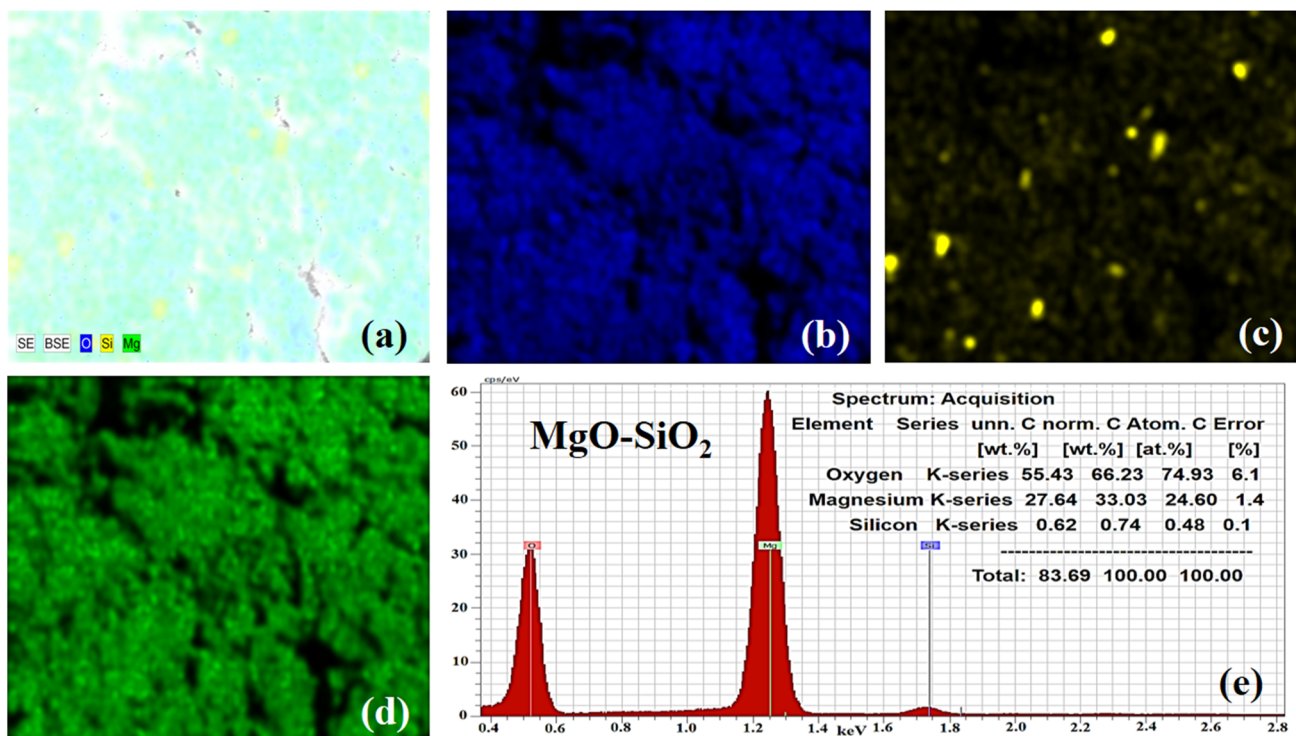 SE BSE O Si Mg
(a)
(b)
(c)
(d)
cps/eV
60
50
40
30
20
10
0
MgO-SiO₂
Spectrum: Acquisition
Element Series unn. C norm. C Atom. C Error
[wt.%] [wt.%] [at.%] [%]
Oxygen K-series 55.43 66.23 74.93 6.1
Magnesium K-series 27.64 33.03 24.60 1.4
Silicon K-series 0.62 0.74 0.48 0.1
--------------------------------
Total: 83.69 100.00 100.00
O Mg Si
(e)
0.4 0.6 0.8 1.0 1.2 1.4 1.6 1.8 2.0 2.2 2.4 2.6 2.8
keV